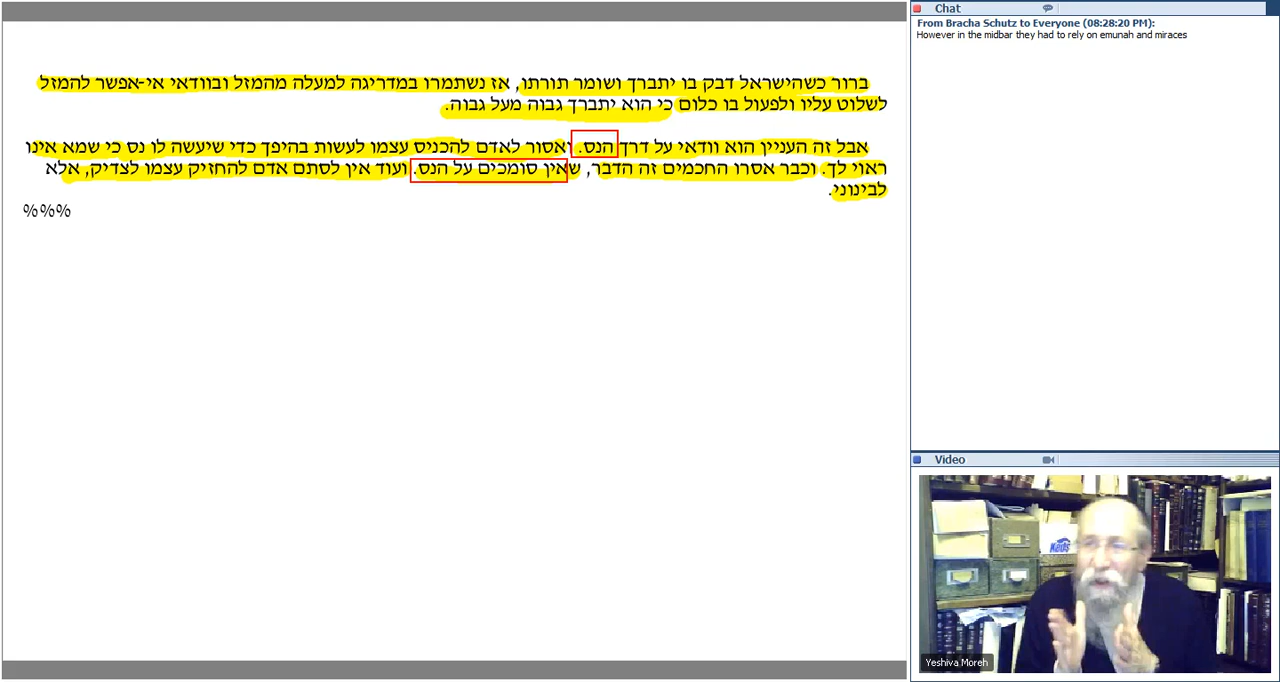 ברור כשהישראל דבק בו יתברך ושומר תורתו, אז נשתמרו במדריגה למעלה מהמזל ובוודאי אי-אפשר להמזל
לשלוט עליו ולפעול בו כלום כי הוא יתברך גבוה מעל גבוה.
אבל זה העניין הוא וודאי על דרך הנס. ואסור לאדם להכניס עצמו לעשות בהיפך כדי שיעשה לו נס כי שמא אינו
ראוי לך. וכבר אסרו החכמים זה הדבר, שאין סומכים על הנס. ועוד אין לסתם אדם להחזיק עצמו לצדיק, אלא
לבינוני.
%%%
Chat
From Bracha Schutz to Everyone (08:28:20 PM):
However in the midbar they had to rely on emunah and miraces
Video
Keds
Yeshiva Moreh